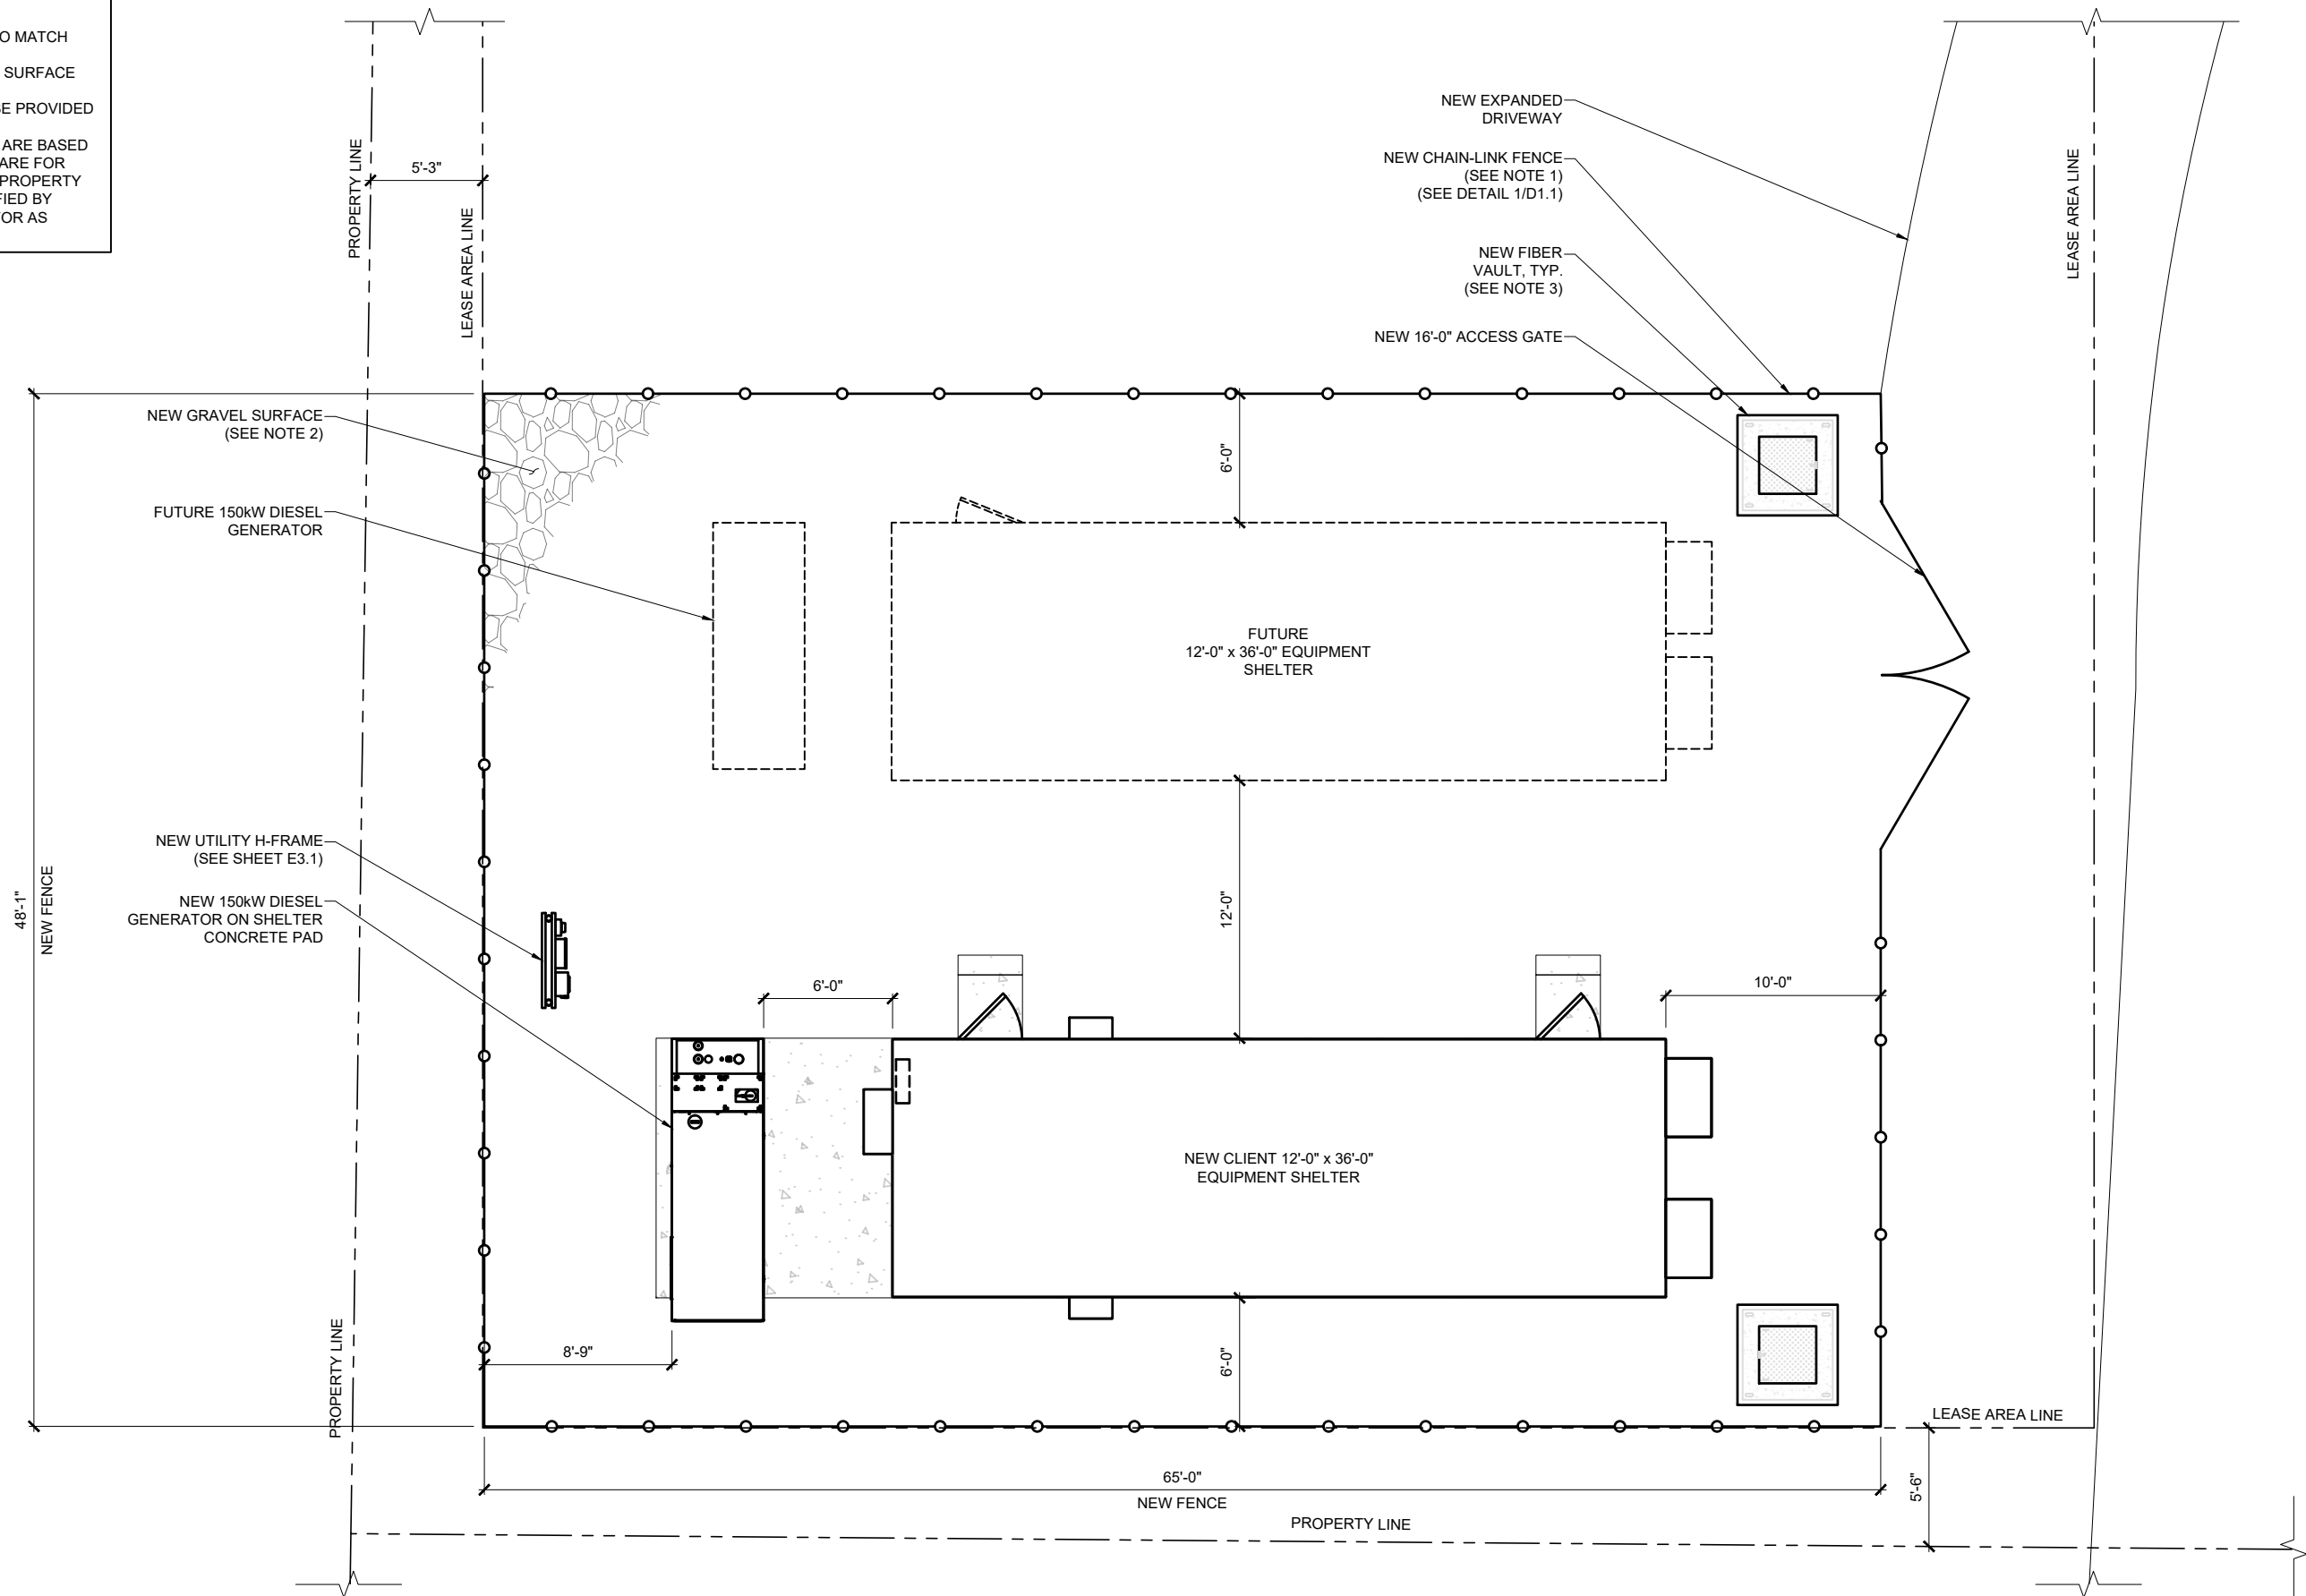 O MATCH
SURFACE
BE PROVIDED
ARE BASED
ARE FOR
PROPERTY
FIED BY
TOR AS
PROPERTY LINE
5'-3"
LEASE AREA LINE
NEW EXPANDED
DRIVEWAY
NEW CHAIN-LINK FENCE
(SEE NOTE 1)
(SEE DETAIL 1/D1.1)
NEW FIBER
VAULT, TYP.
(SEE NOTE 3)
NEW 16'-0" ACCESS GATE
LEASE AREA LINE
NEW GRAVEL SURFACE
(SEE NOTE 2)
FUTURE 150kW DIESEL
GENERATOR
6'-0"
FUTURE
12'-0" x 36'-0" EQUIPMENT
SHELTER
NEW UTILITY H-FRAME
(SEE SHEET E3.1)
NEW 150kW DIESEL
GENERATOR ON SHELTER
CONCRETE PAD
48'-1"
NEW FENCE
12'-0"
6'-0"
10'-0"
NEW CLIENT 12'-0" x 36'-0"
EQUIPMENT SHELTER
PROPERTY LINE
8'-9"
6'-0"
LEASE AREA LINE
65'-0"
NEW FENCE
5'-6"
PROPERTY LINE